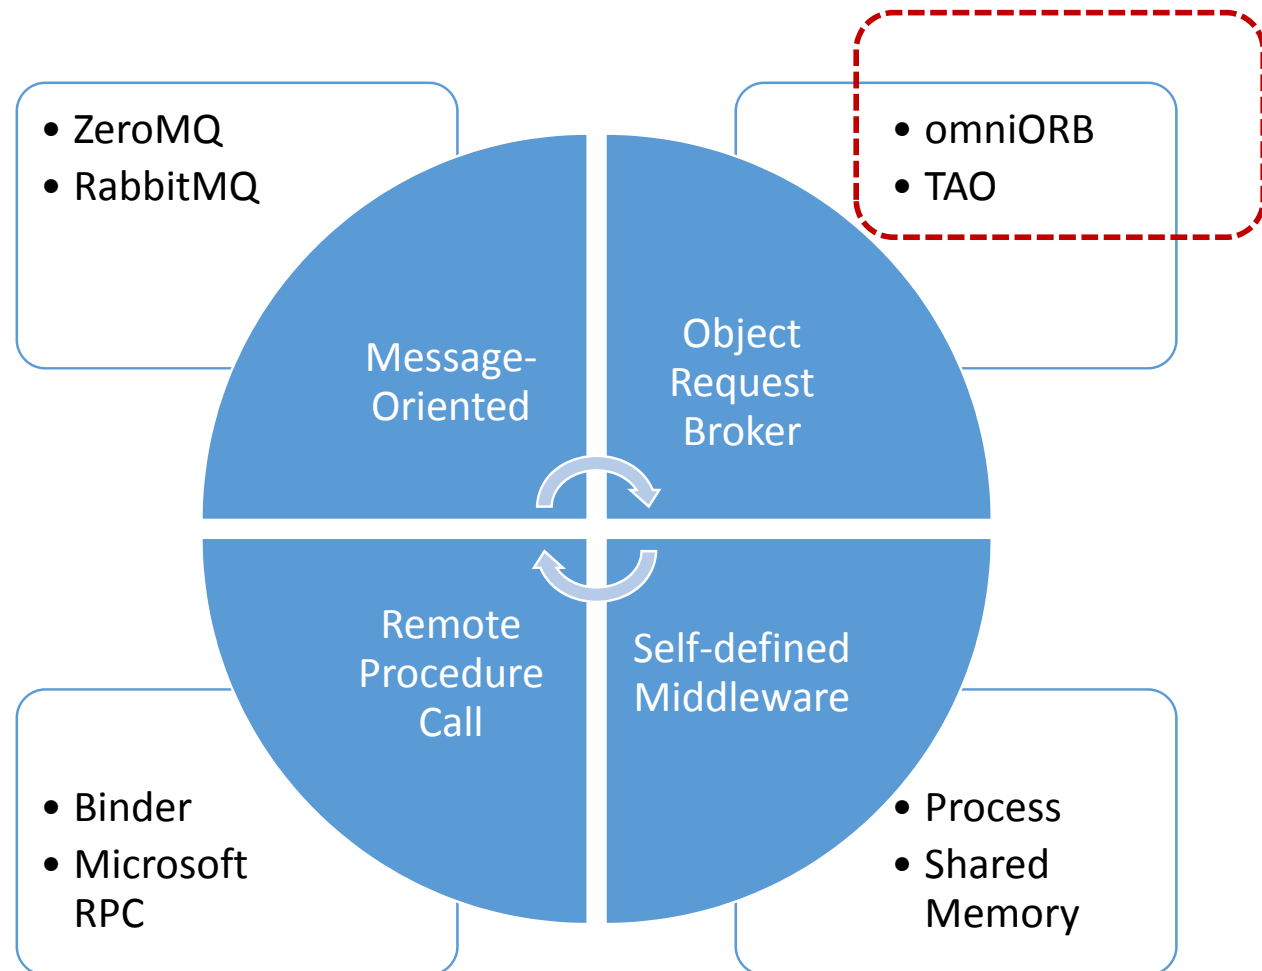 • ZeroMQ
• RabbitMQ
• omniORB
• TAO
Message-
Oriented
Object
Request
Broker
Remote
Procedure
Call
Self-defined
Middleware
• Binder
• Microsoft
RPC
• Process
• Shared
Memory